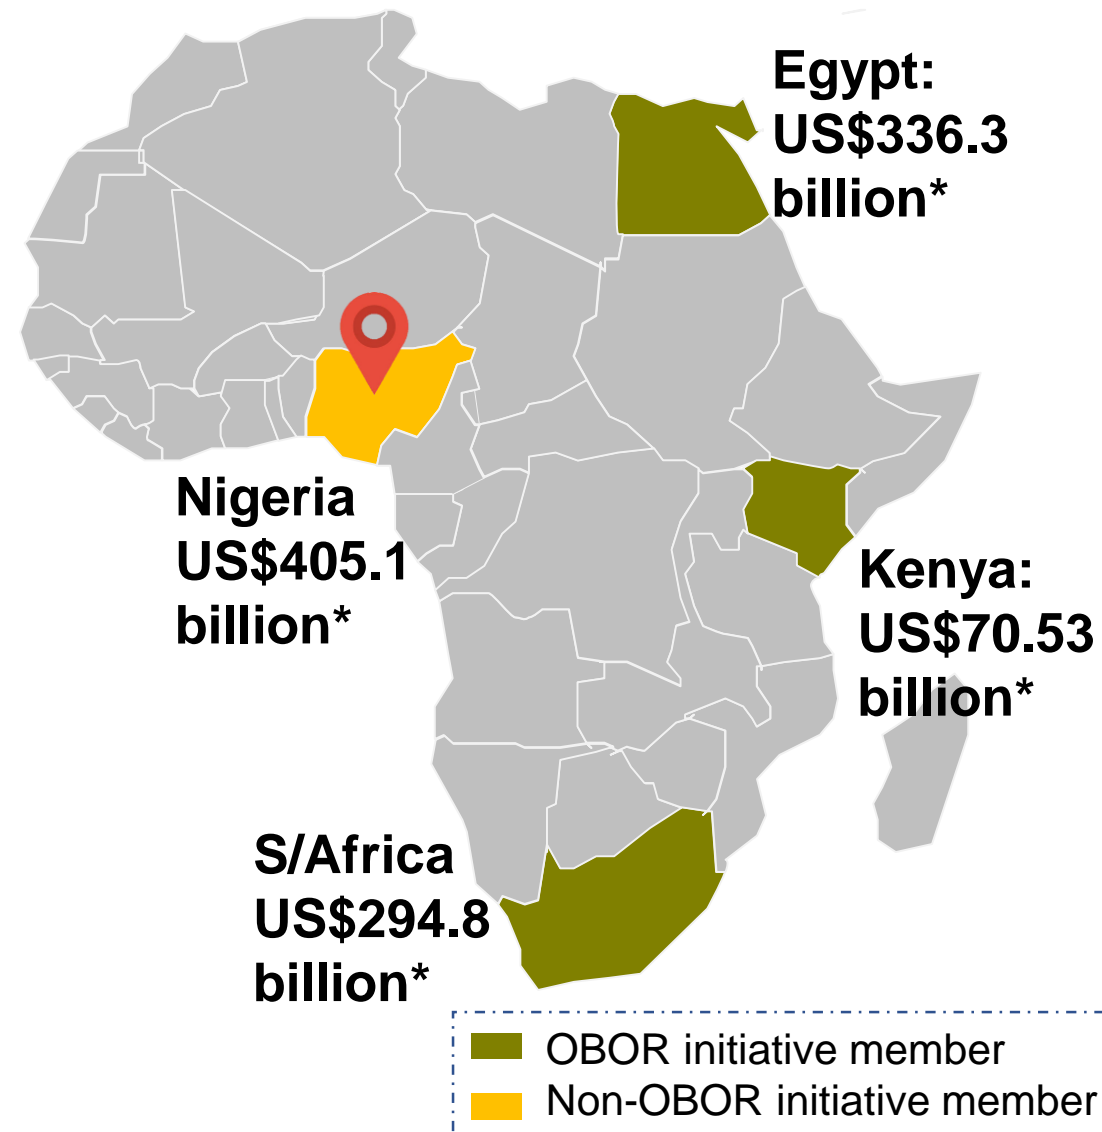 Egypt:
US$336.3
billion*
Nigeria
US$405.1
billion*
Kenya:
US$70.53
billion*
S/Africa
US$294.8
billion*
OBOR initiative member
Non-OBOR initiative member